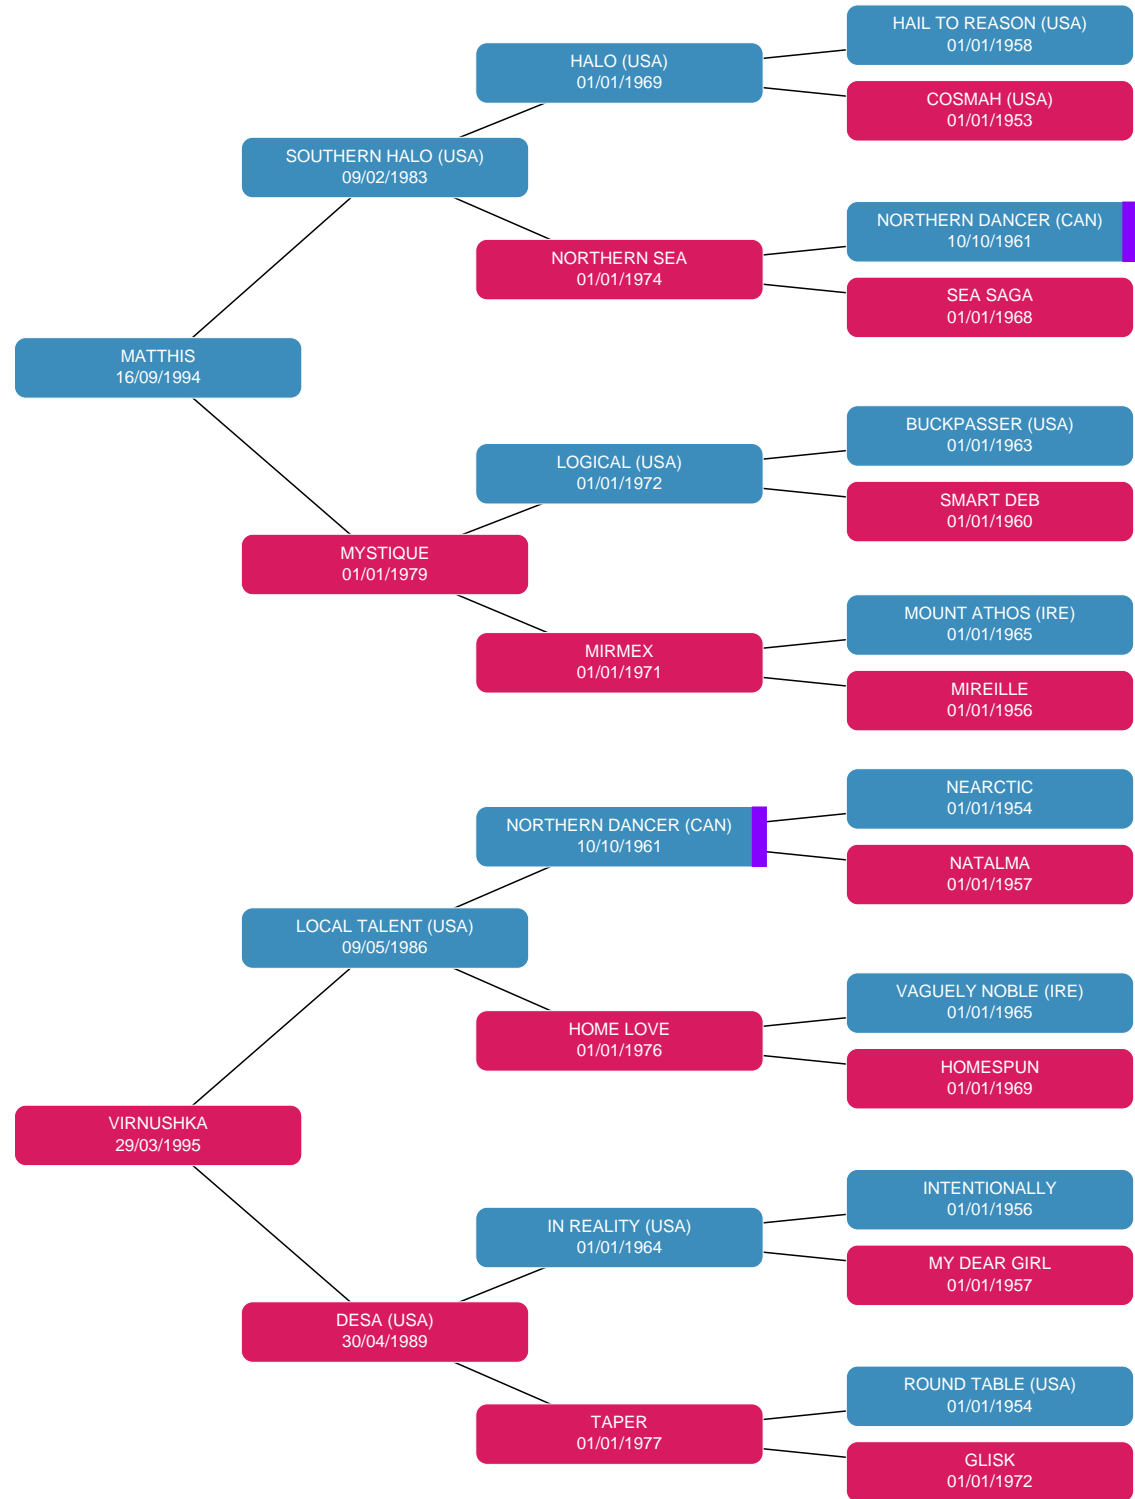 HAIL TO REASON (USA)
01/01/1958
HALO (USA)
01/01/1969
COSMAH (USA)
01/01/1953
SOUTHERN HALO (USA)
09/02/1983
NORTHERN DANCER (CAN)
10/10/1961
NORTHERN SEA
01/01/1974
SEA SAGA
01/01/1968
MATTHIS
16/09/1994
BUCKPASSER (USA)
01/01/1963
LOGICAL (USA)
01/01/1972
SMART DEB
01/01/1960
MYSTIQUE
01/01/1979
MOUNT ATHOS (IRE)
01/01/1965
MIRMEX
01/01/1971
MIREILLE
01/01/1956
NEARCTIC
01/01/1954
NORTHERN DANCER (CAN)
10/10/1961
NATALMA
01/01/1957
LOCAL TALENT (USA)
09/05/1986
VAGUELY NOBLE (IRE)
01/01/1965
HOME LOVE
01/01/1976
HOMESPUN
01/01/1969
VIRNUSHKA
29/03/1995
INTENTIONALLY
01/01/1956
IN REALITY (USA)
01/01/1964
MY DEAR GIRL
01/01/1957
DESA (USA)
30/04/1989
ROUND TABLE (USA)
01/01/1954
TAPER
01/01/1977
GLISK
01/01/1972